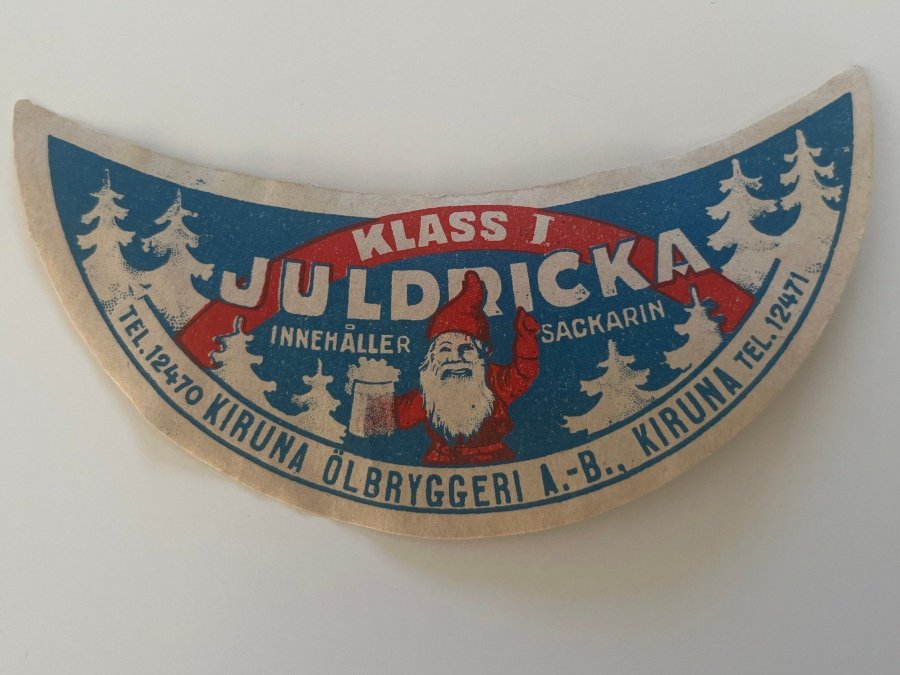 KLASS I
JULDRICKA
INNEHÅLLER SACKARIN
TEL. 12470 KIRUNA ÖLBRYGGERI A.-B., KIRUNA TEL. 12471